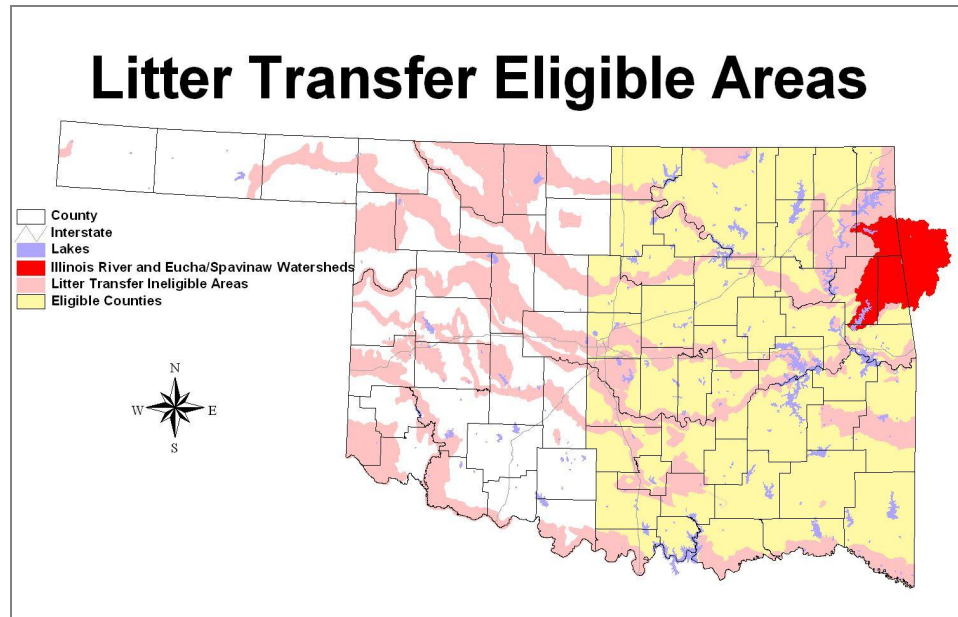 Litter Transfer Eligible Areas
County
Interstate
Lakes
Illinois River and Eucha/Spavinaw Watersheds
Litter Transfer Ineligible Areas
Eligible Counties
N
W E
S